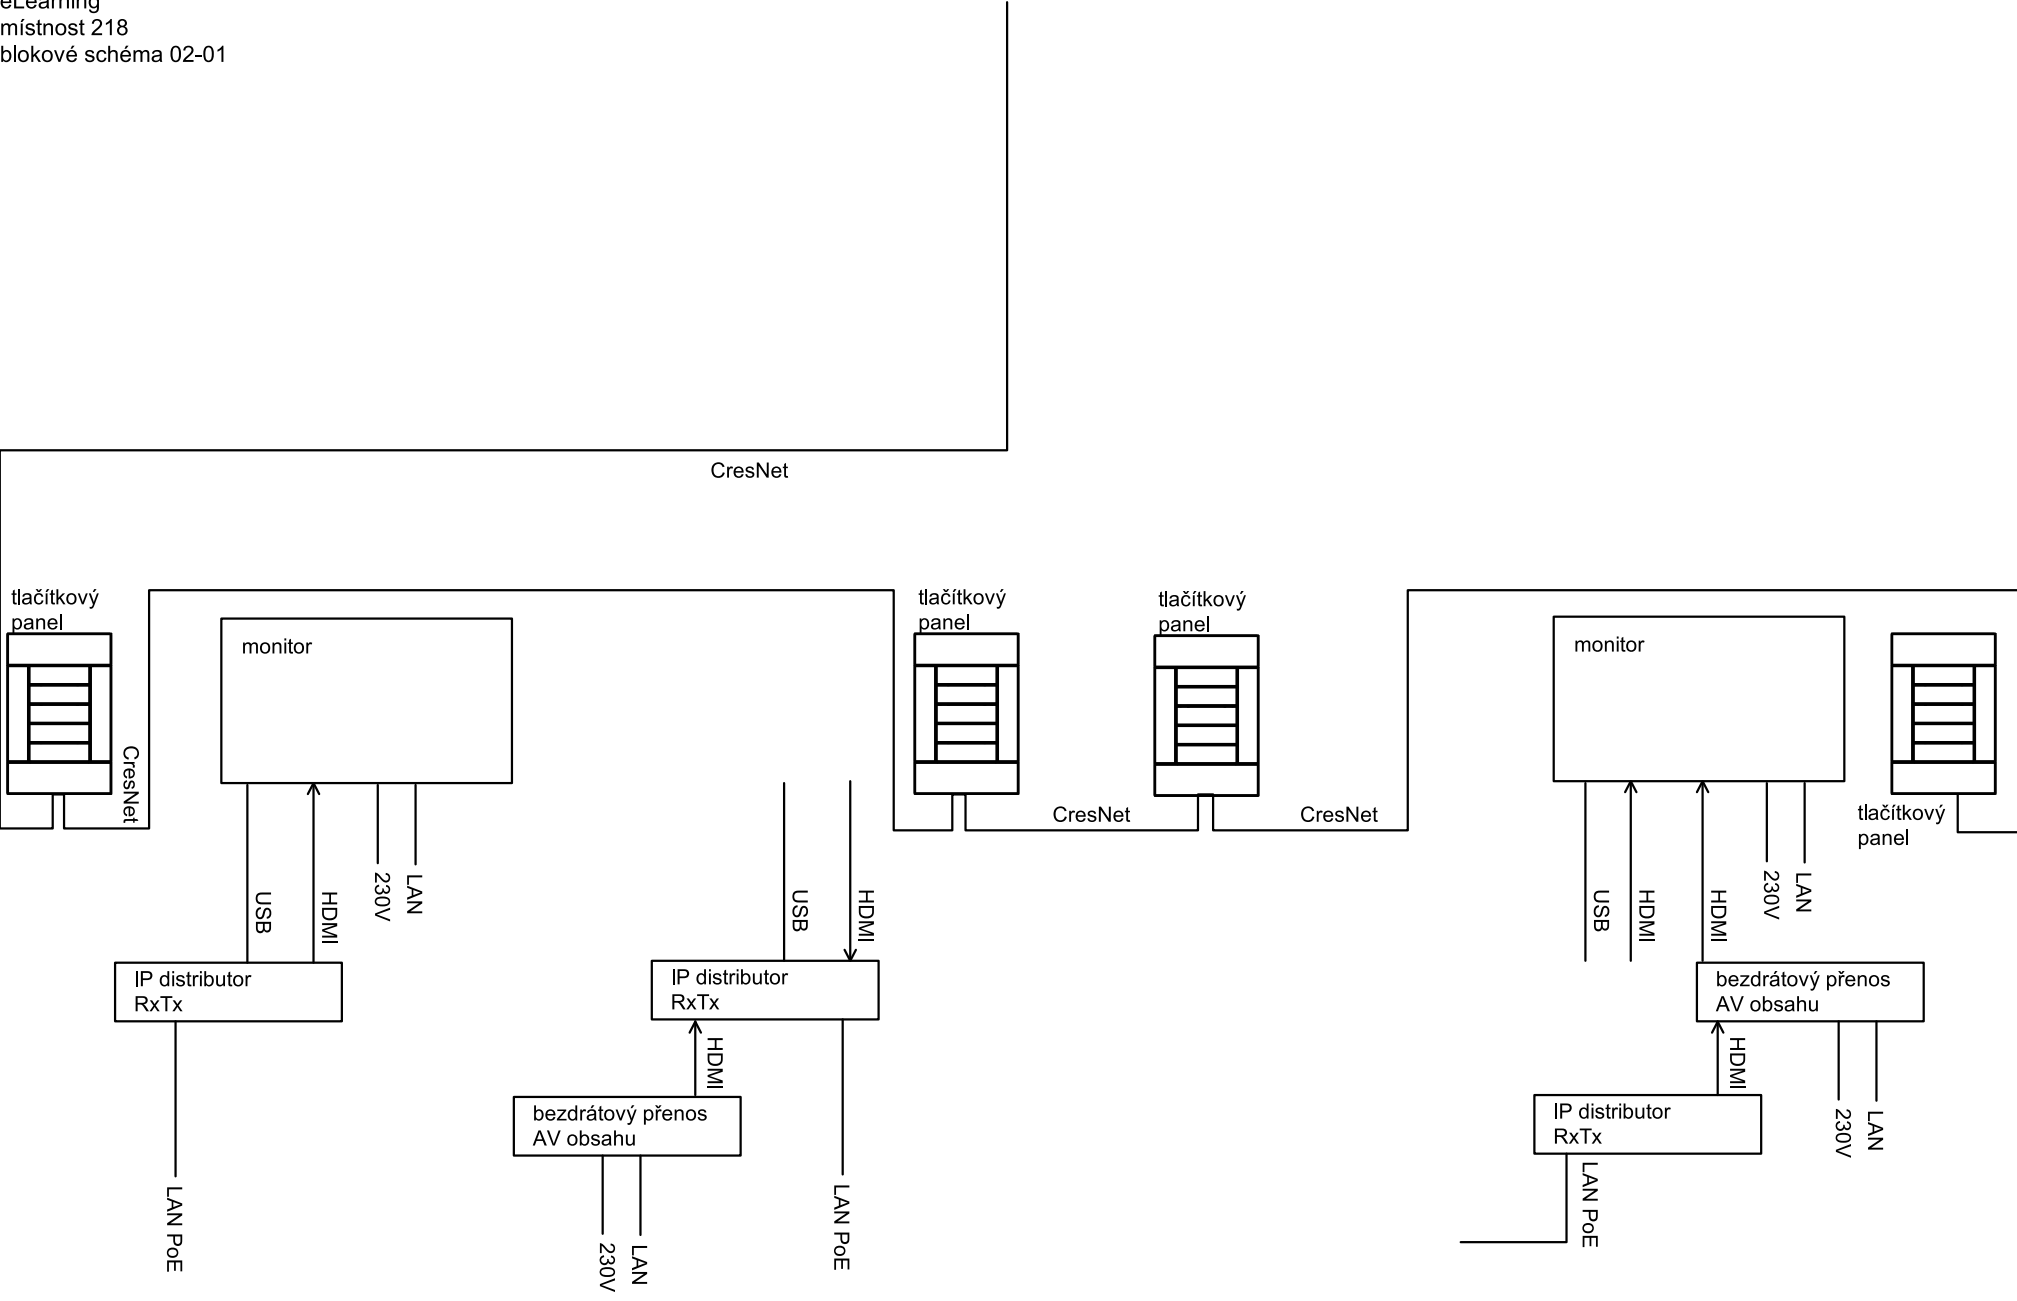 eLearning
místnost 218
blokové schéma 02-01
CresNet
tlačítkový
panel
monitor
CresNet
USB
HDMI
230V
LAN
IP distributor
RxTx
LAN PoE
USB
HDMI
IP distributor
RxTx
HDMI
bezdrátový přenos
AV obsahu
230V
LAN
LAN PoE
tlačítkový
panel
CresNet
tlačítkový
panel
CresNet
monitor
tlačítkový
panel
USB
HDMI
HDMI
230V
LAN
bezdrátový přenos
AV obsahu
HDMI
230V
LAN
IP distributor
RxTx
LAN PoE